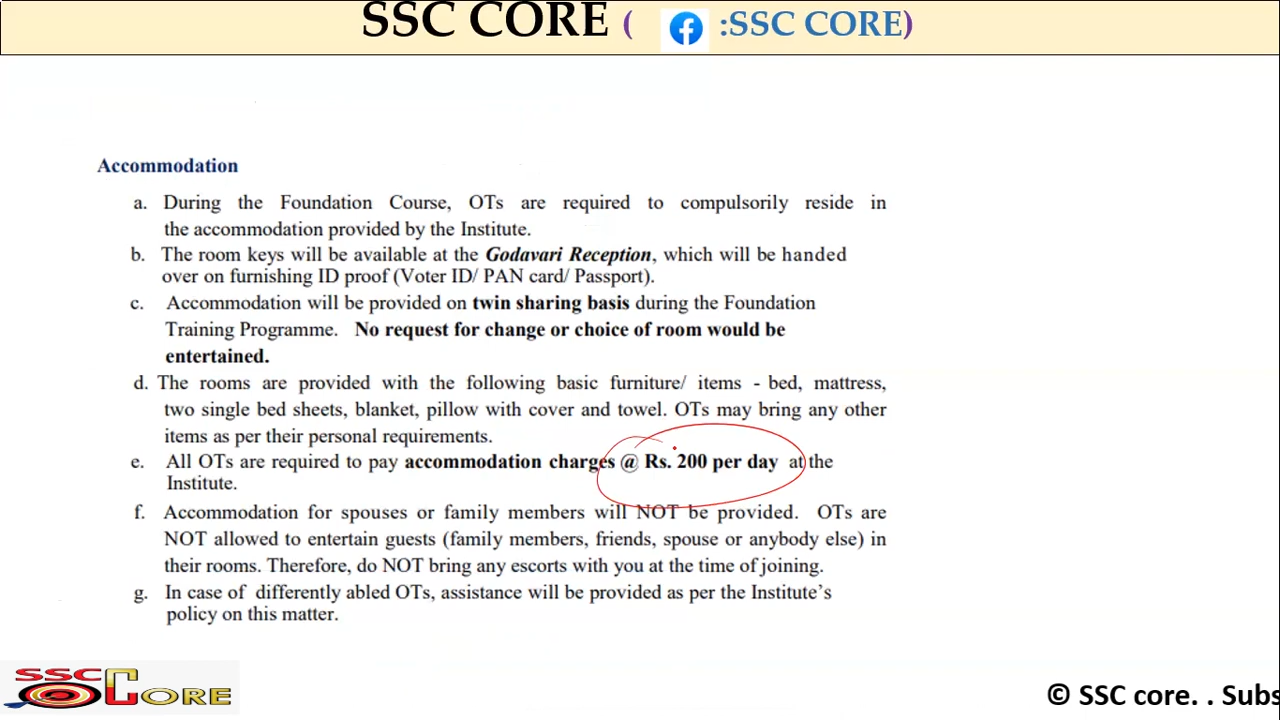 SSC CORE ( :SSC CORE)
Accommodation
a. During the Foundation Course, OTs are required to compulsorily reside in
the accommodation provided by the Institute.
b. The room keys will be available at the Godavari Reception, which will be handed
over on furnishing ID proof (Voter ID/ PAN card/ Passport).
c. Accommodation will be provided on twin sharing basis during the Foundation
Training Programme. No request for change or choice of room would be
entertained.
d. The rooms are provided with the following basic furniture/ items - bed, mattress,
two single bed sheets, blanket, pillow with cover and towel. OTs may bring any other
items as per their personal requirements.
e. All OTs are required to pay accommodation charges @ Rs. 200 per day at the
Institute.
f. Accommodation for spouses or family members will NOT be provided. OTs are
NOT allowed to entertain guests (family members, friends, spouse or anybody else) in
their rooms. Therefore, do NOT bring any escorts with you at the time of joining.
g. In case of differently abled OTs, assistance will be provided as per the Institute's
policy on this matter.
SSC
CORE
© SSC core. . Subs